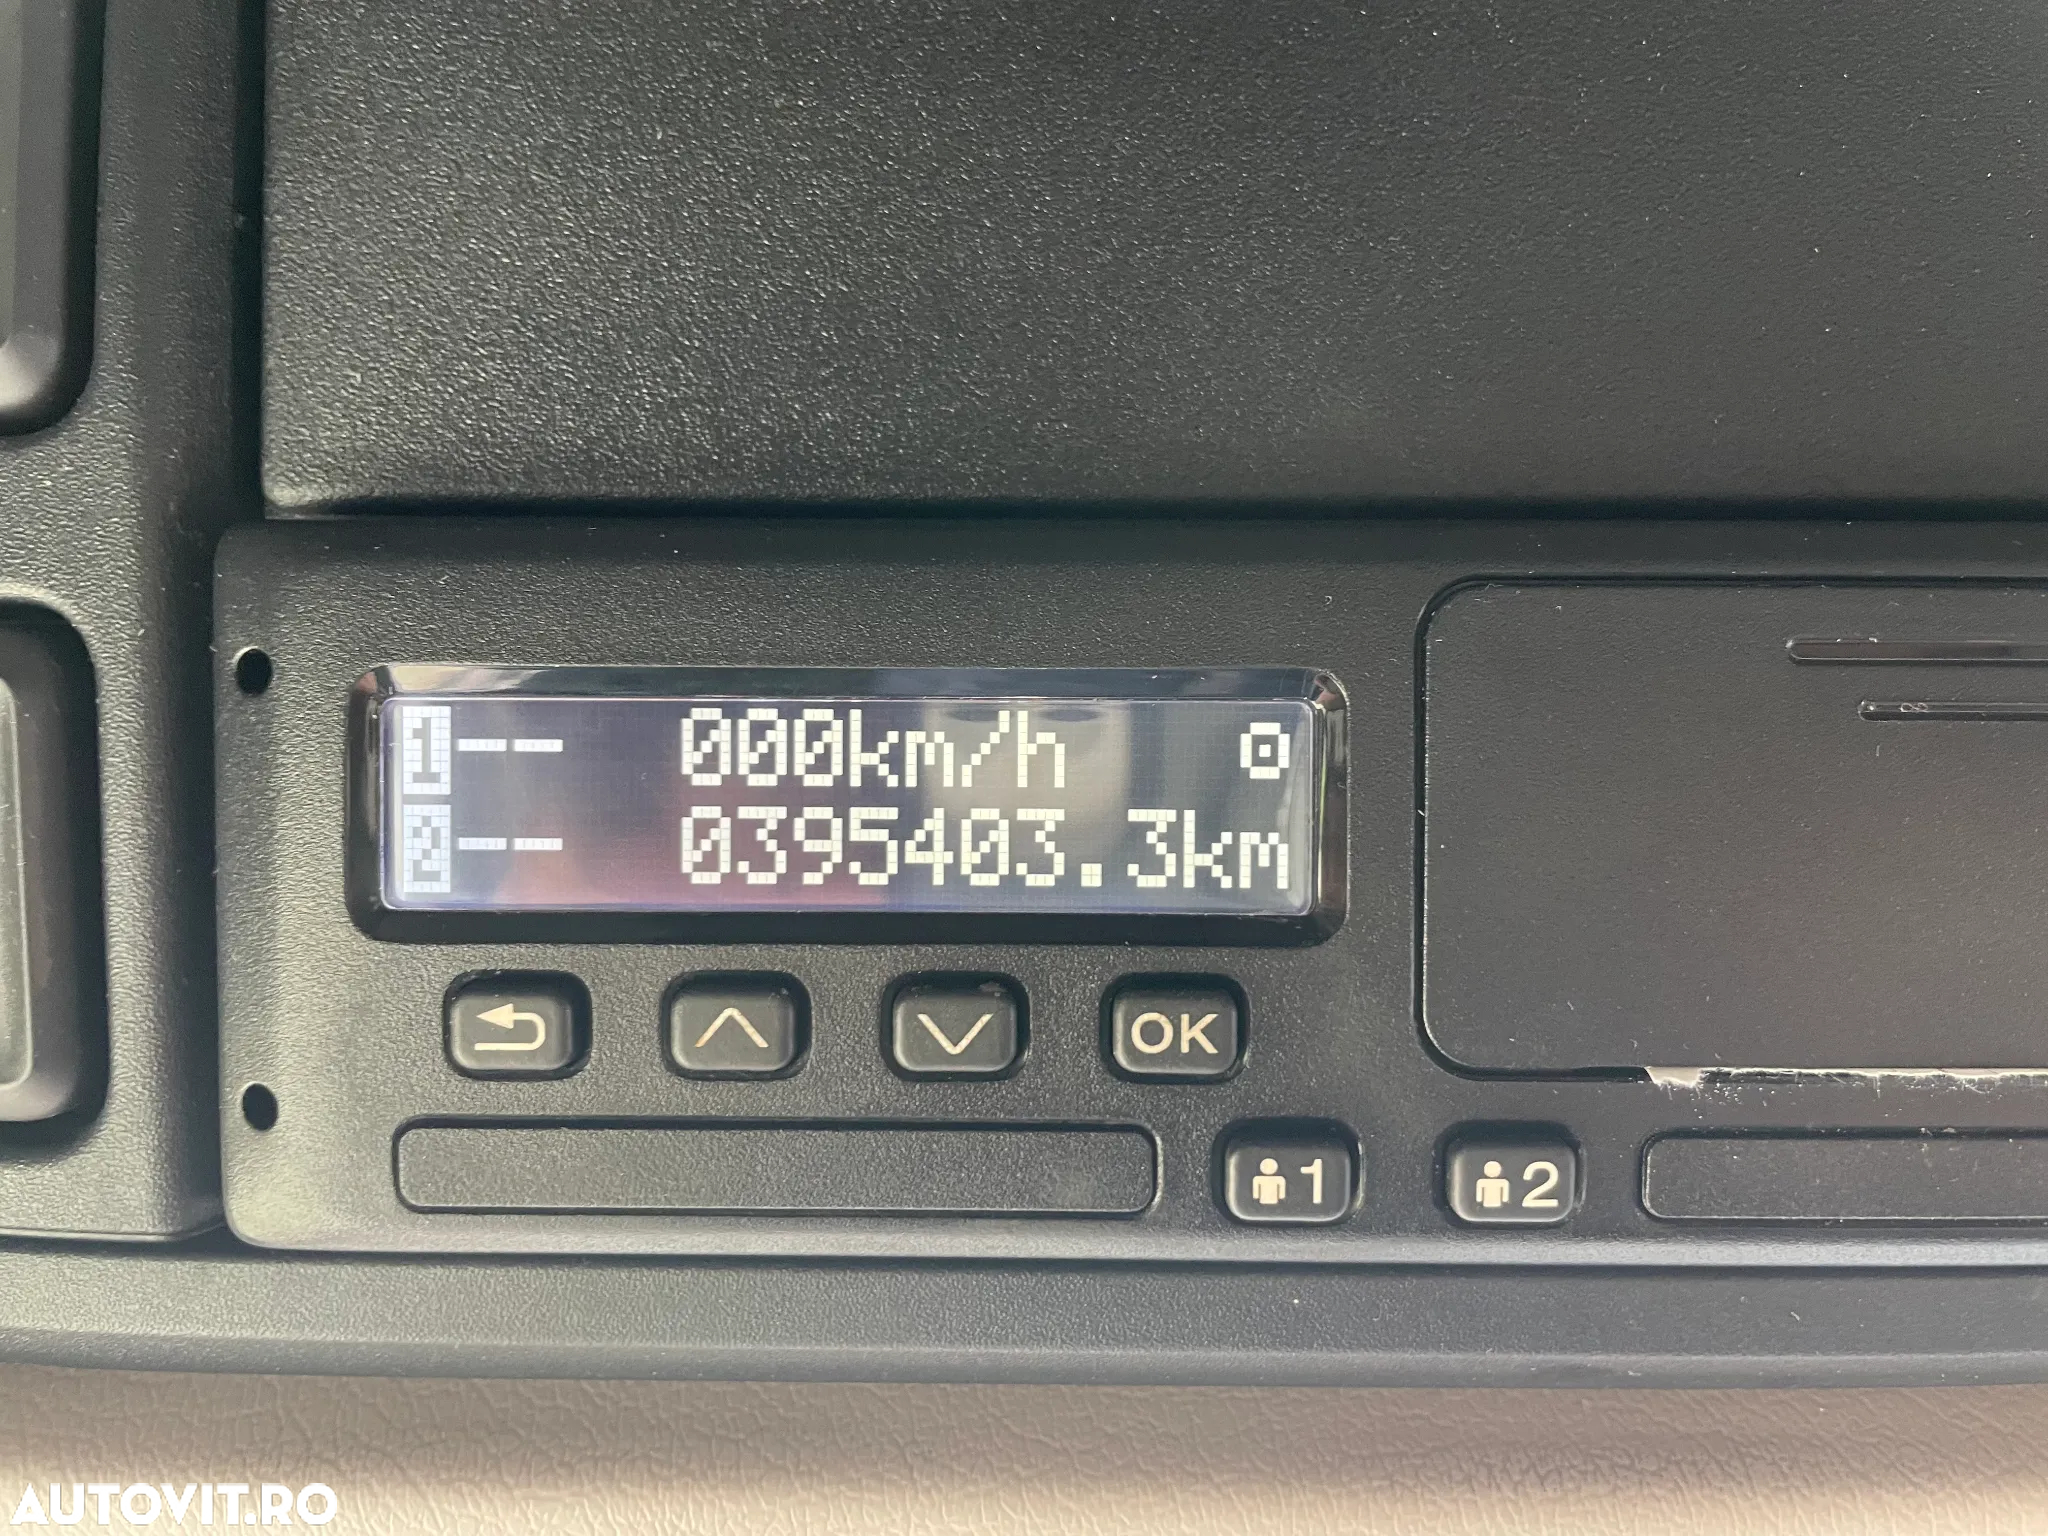 1-- 000km/h
2-- 0395403.3km
OK
1 2
AUTOVIT.RO